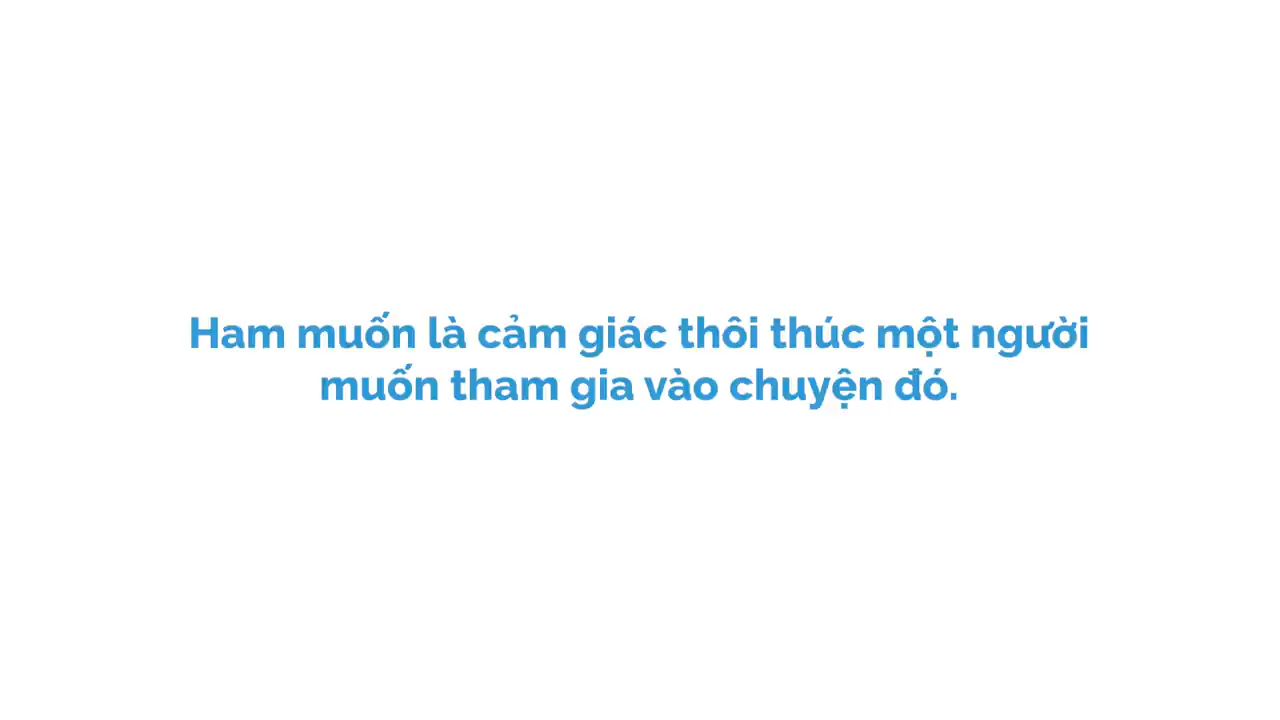 Ham muốn là cảm giác thôi thúc một người
muốn tham gia vào chuyện đó.